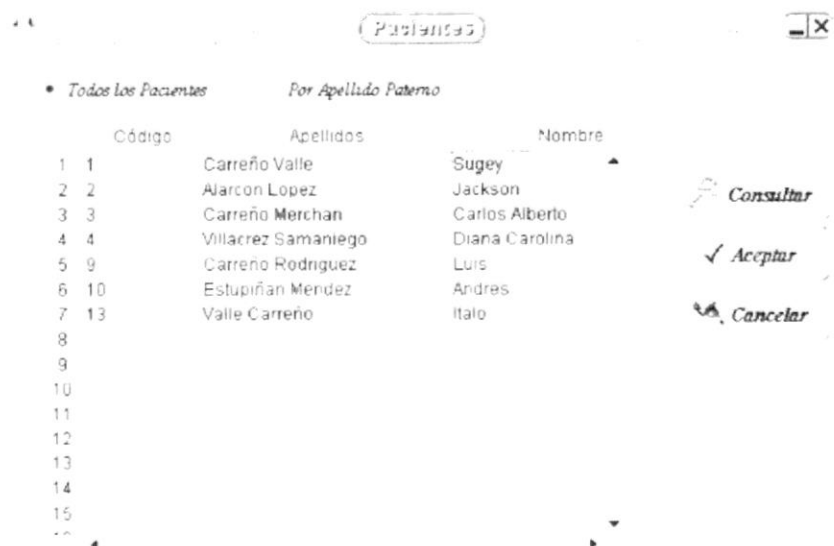 Pacientes
Todos los Pacientes Por Apellido Paterno
Código Apellidos Nombre
1 1 Carreño Valle Sugey
2 2 Alarcon Lopez Jackson
3 3 Carreño Merchan Carlos Alberto
4 4 Villacrez Samaniego Diana Carolina
5 9 Carreño Rodriguez Luis
6 10 Estupiñan Mendez Andres
7 13 Valle Carreño Italo
8
9
10
11
12
13
14
15
Consultar
Aceptar
Cancelar